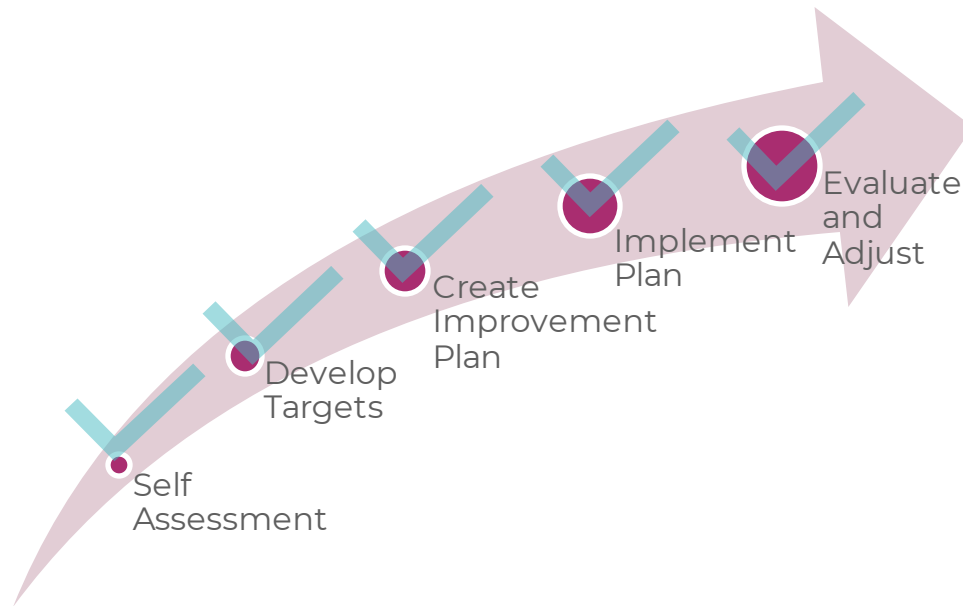 Self
Assessment
Develop
Targets
Create
Improvement
Plan
Implement
Plan
Evaluate
and
Adjust